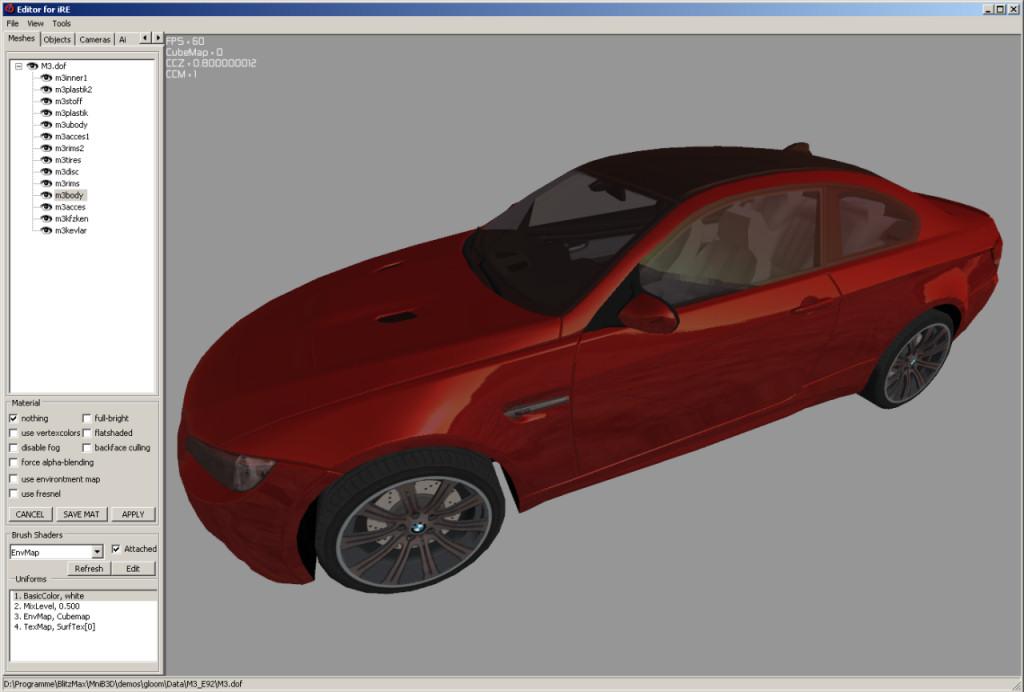 Editor for iRE
File View Tools
Meshes Objects Cameras Ai
FPS : 60
CubeMap : 0
CCZ : 0.800000012
CCM : 1
M3.dof
m3inner1
m3plastik2
m3stoff
m3plastik
m3ubody
m3acces1
m3rims2
m3tires
m3disc
m3rims
m3body
m3acces
m3kfzken
m3kevlar
Material
nothing full-bright
use vertexcolors flatshaded
disable fog backface culling
force alpha-blending
use environtment map
use fresnel
CANCEL SAVE MAT APPLY
Brush Shaders
EnvMap Attached
Refresh Edit
Uniforms
1. BasicColor, white
2. MixLevel, 0.500
3. EnvMap, Cubemap
4. TexMap, SurfTex[0]
D:\Programme\BlitzMax\MniB3D\demos\gloom\Data\M3_E92\M3.dof